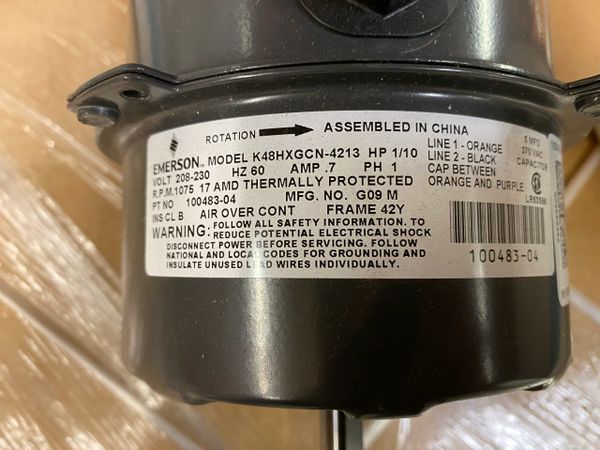 ROTATION ASSEMBLED IN CHINA
EMERSON MODEL K48HXGCN-4213 HP 1/10
VOLT 208-230 HZ 60 AMP .7 PH 1
R.P.M.1075 17 AMD THERMALLY PROTECTED
PT NO 100483-04 MFG. NO. G09 M
INS CL B AIR OVER CONT FRAME 42Y
WARNING: FOLLOW ALL SAFETY INFORMATION. TO
REDUCE POTENTIAL ELECTRICAL SHOCK
DISCONNECT POWER BEFORE SERVICING. FOLLOW
NATIONAL AND LOCAL CODES FOR GROUNDING AND
INSULATE UNUSED LEAD WIRES INDIVIDUALLY.
LINE 1 - ORANGE
LINE 2 - BLACK
CAP BETWEEN
ORANGE AND PURPLE
5 MFD
370 VAC
CAPACITOR
100483-04